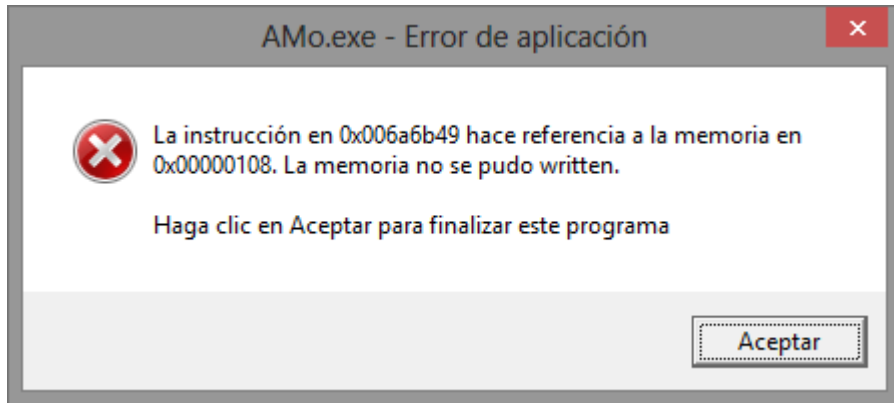 AMo.exe - Error de aplicación
La instrucción en 0x006a6b49 hace referencia a la memoria en
0x00000108. La memoria no se pudo written.
Haga clic en Aceptar para finalizar este programa
Aceptar